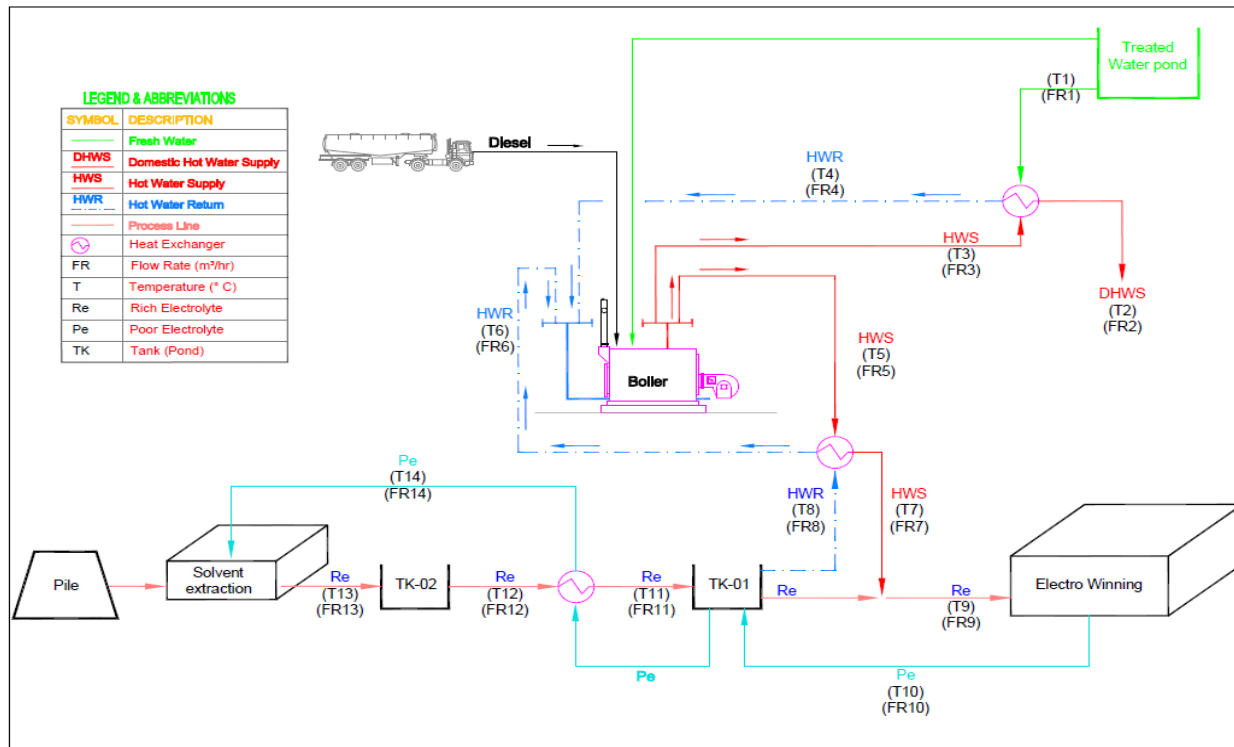 LEGEND & ABBREVIATIONS
SYMBOL DESCRIPTION
Fresh Water
DHWS Domestic Hot Water Supply
HWS Hot Water Supply
HWR Hot Water Return
Process Line
Heat Exchanger
FR Flow Rate (m³/hr)
T Temperature (° C)
Re Rich Electrolyte
Pe Poor Electrolyte
TK Tank (Pond)
Diesel
Treated
Water pond
(T1)
(FR1)
HWR
(T4)
(FR4)
HWS
(T3)
(FR3)
DHWS
(T2)
(FR2)
HWR
(T6)
(FR6)
Boiler
HWS
(T5)
(FR5)
Pe
(T14)
(FR14)
HWR
(T8)
(FR8)
HWS
(T7)
(FR7)
Pile
Solvent
extraction
Re
(T13)
(FR13)
TK-02
Re
(T12)
(FR12)
Re
(T11)
(FR11)
TK-01
Re
Re
(T9)
(FR9)
Electro Winning
Pe
Pe
(T10)
(FR10)